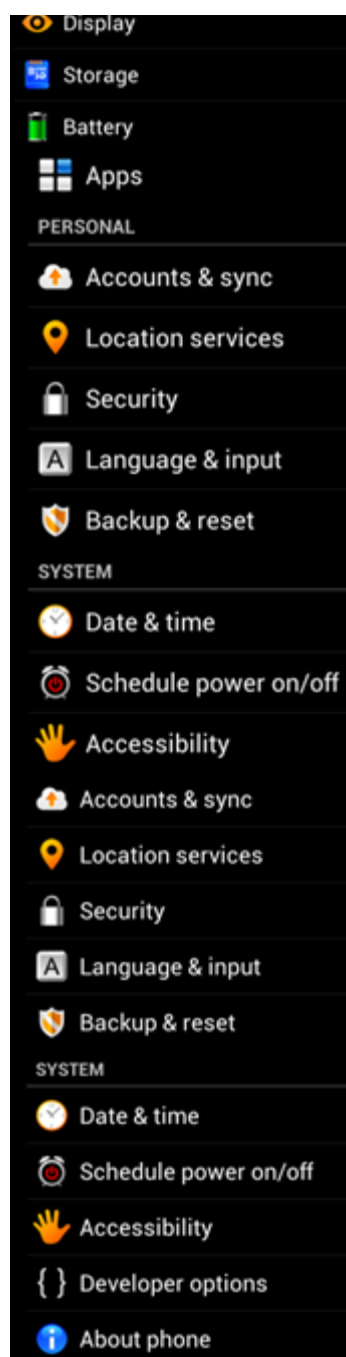 Display
Storage
Battery
Apps
PERSONAL
Accounts & sync
Location services
Security
A Language & input
Backup & reset
SYSTEM
Date & time
Schedule power on/off
Accessibility
Accounts & sync
Location services
Security
A Language & input
Backup & reset
SYSTEM
Date & time
Schedule power on/off
Accessibility
{ } Developer options
About phone